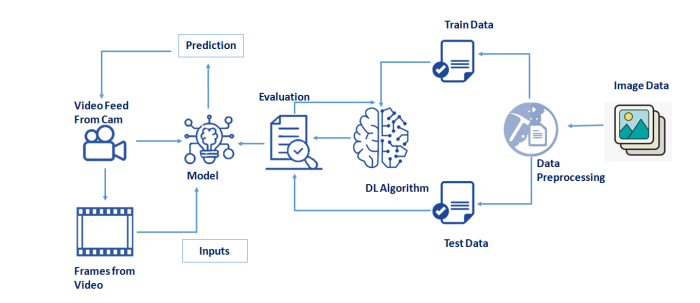 Train Data
Prediction
Image Data
Evaluation
Video Feed
From Cam
Data
Preprocessing
Model
DL Algorithm
Test Data
Inputs
Frames from
Video